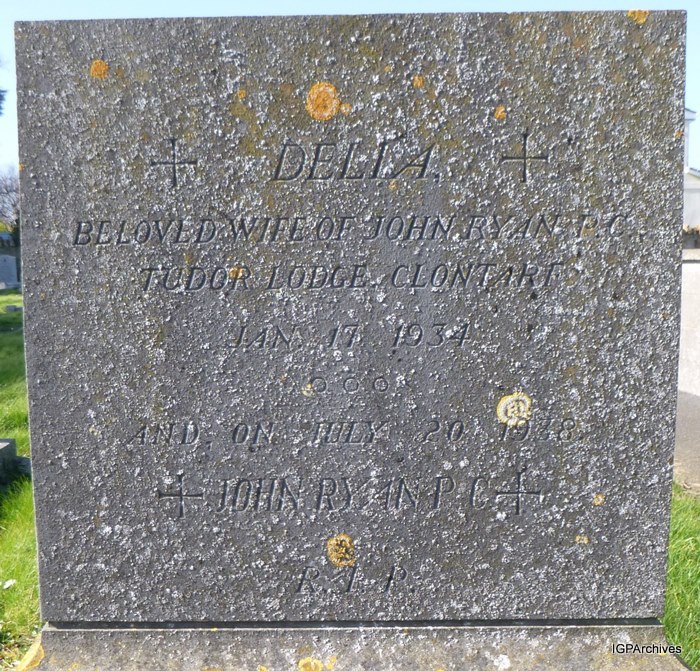 DELIA.
BELOVED WIFE OF JOHN RYAN P.C.
TUDOR LODGE. CLONTARF
JAN. 17 1934
AND ON JULY 20 1938
JOHN RYAN P.C.
R. I. P.
IGPArchives